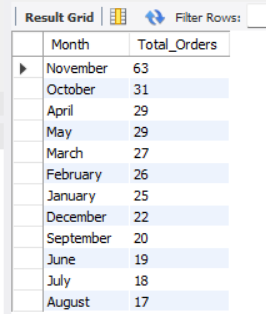 Result Grid Filter Rows:
Month Total_Orders
November 63
October 31
April 29
May 29
March 27
February 26
January 25
December 22
September 20
June 19
July 18
August 17